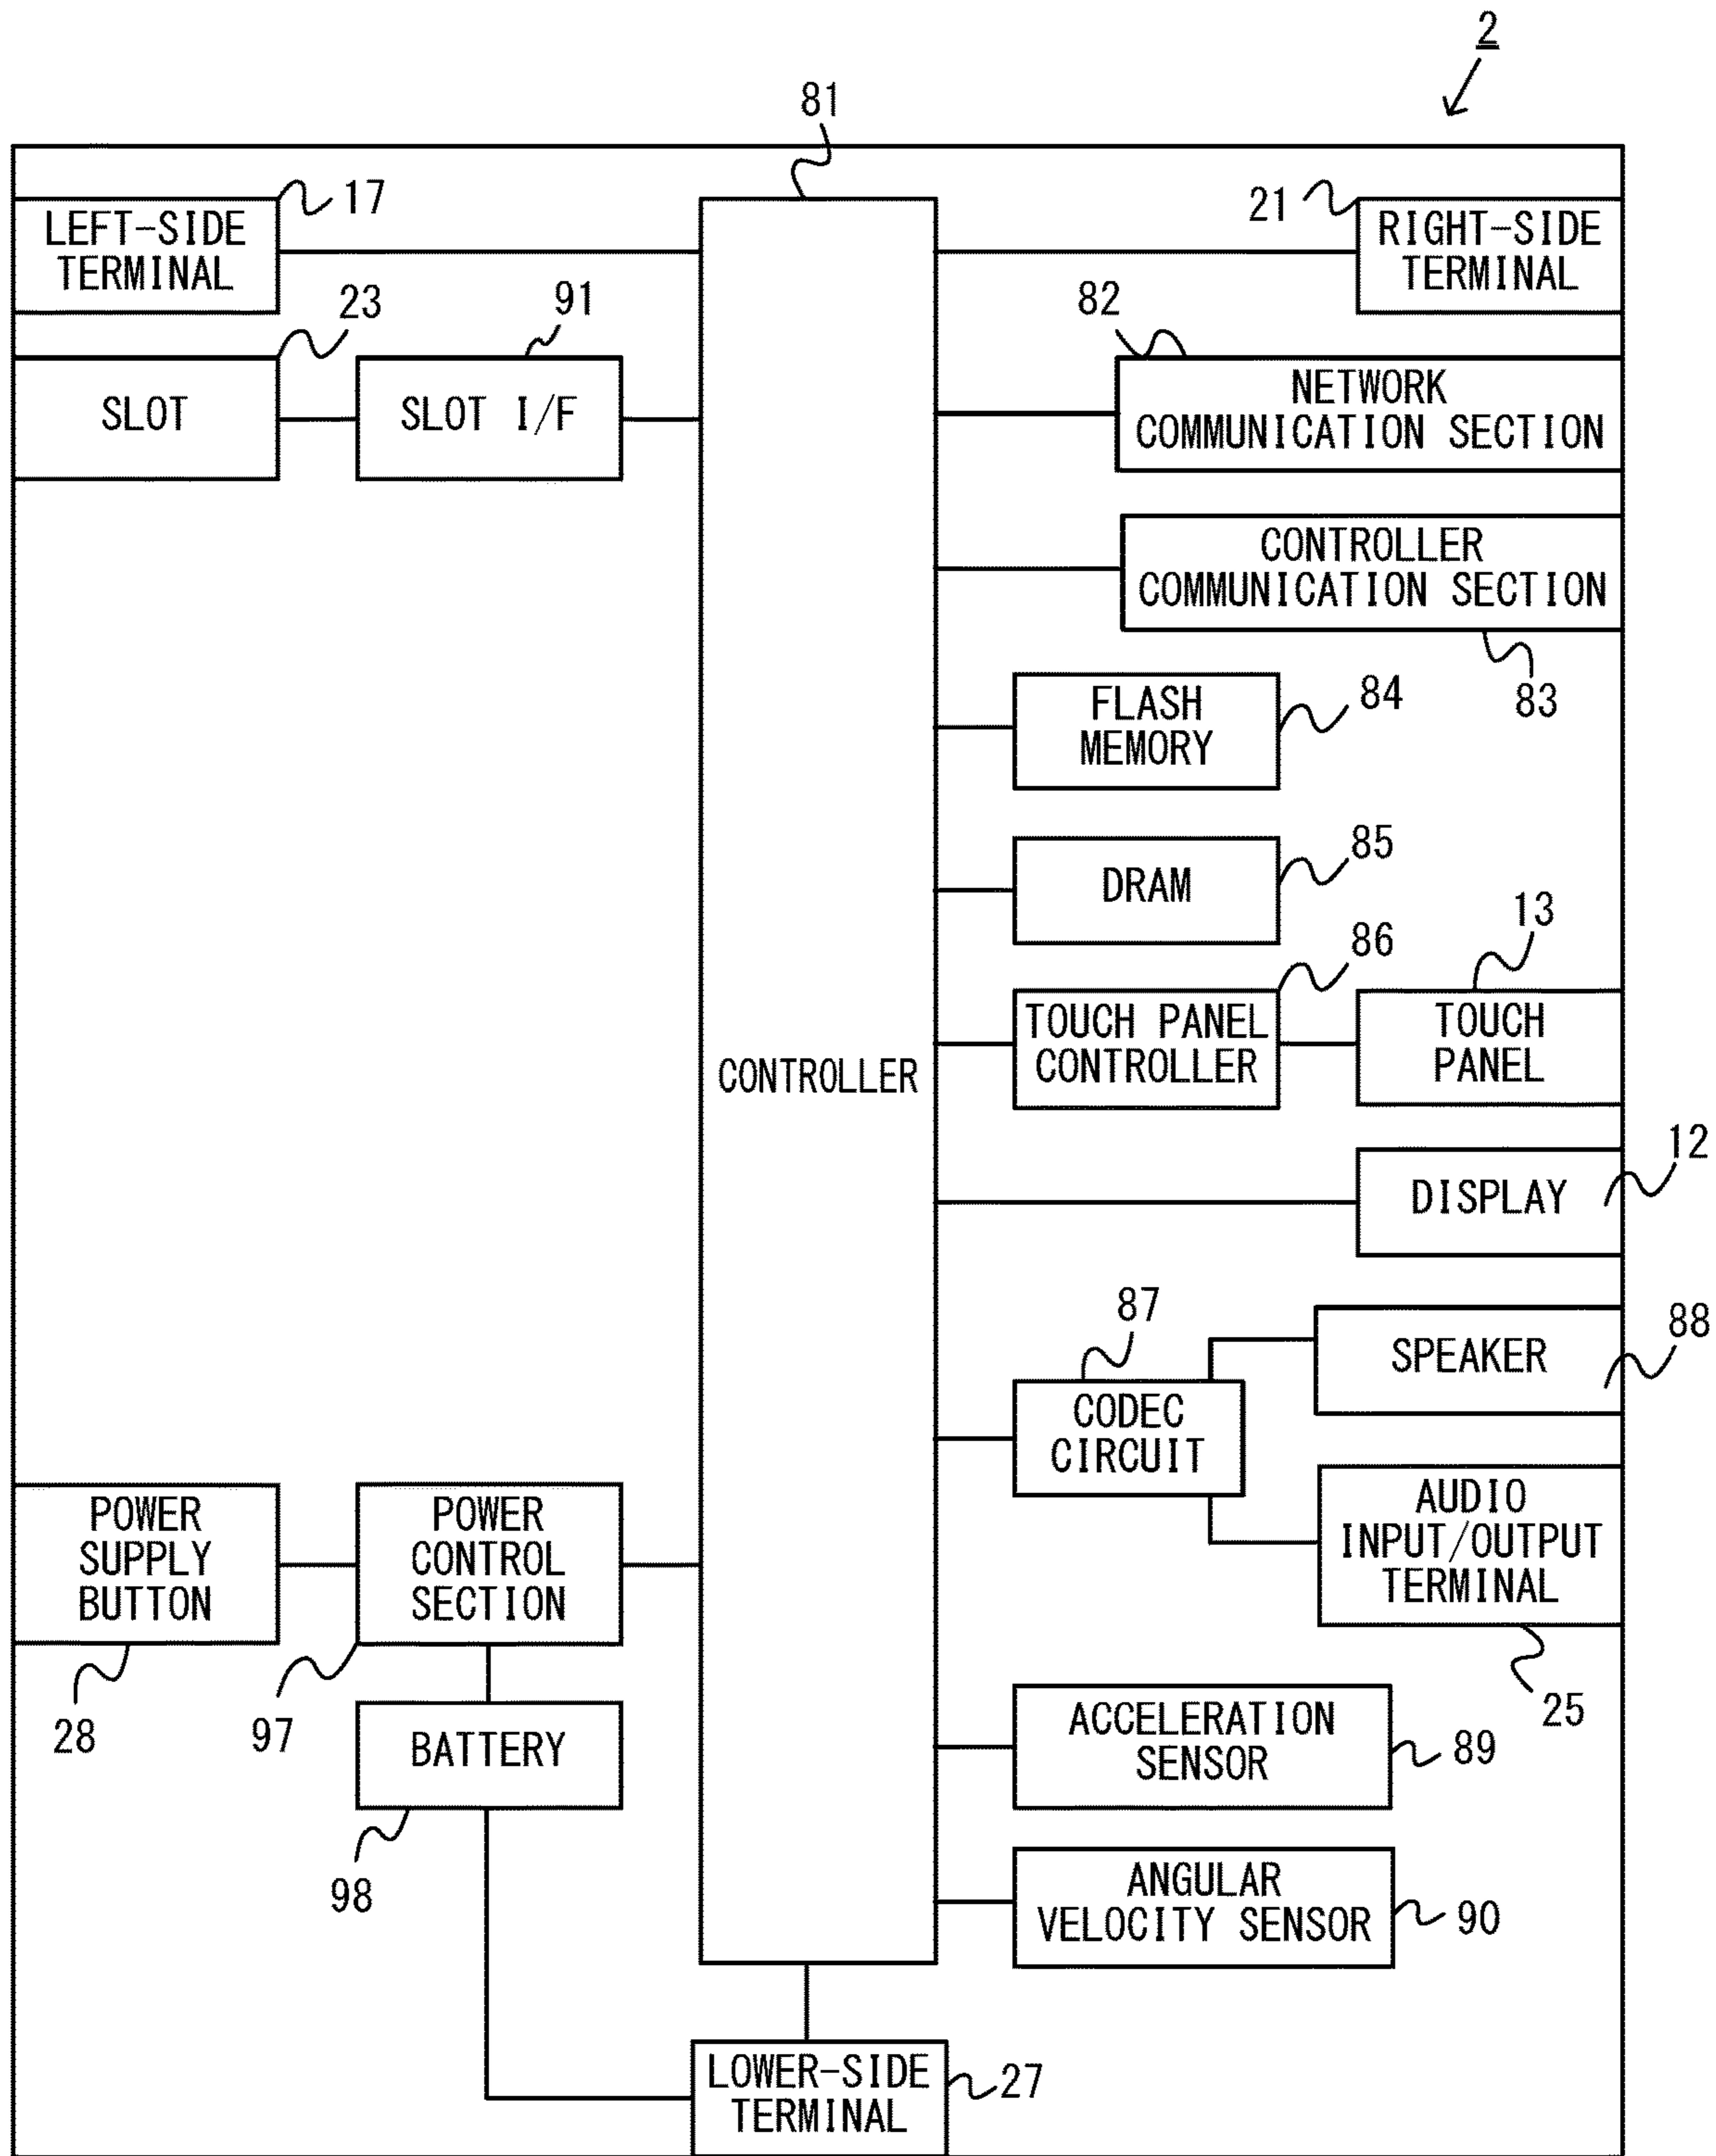 2
81
17
LEFT-SIDE
TERMINAL
21
RIGHT-SIDE
TERMINAL
23
SLOT
91
SLOT I/F
82
NETWORK
COMMUNICATION SECTION
CONTROLLER
COMMUNICATION SECTION
83
FLASH
MEMORY
84
DRAM
85
86
TOUCH PANEL
CONTROLLER
13
TOUCH
PANEL
CONTROLLER
DISPLAY
12
87
CODEC
CIRCUIT
SPEAKER
88
AUDIO
INPUT/OUTPUT
TERMINAL
25
POWER
SUPPLY
BUTTON
28
POWER
CONTROL
SECTION
97
BATTERY
98
ACCELERATION
SENSOR
89
ANGULAR
VELOCITY SENSOR
90
LOWER-SIDE
TERMINAL
27